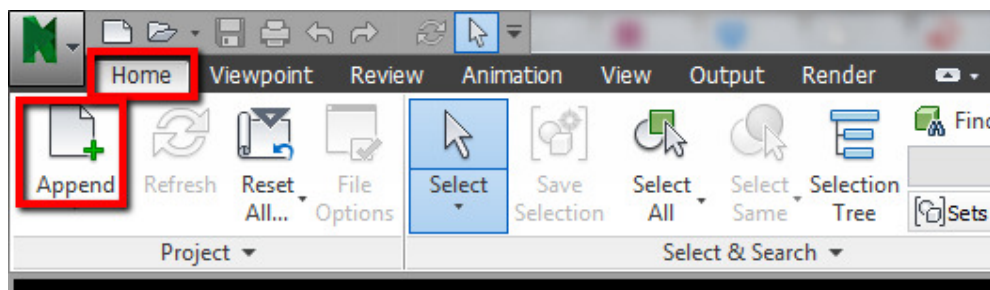 Home Viewpoint Review Animation View Output Render
Append Refresh Reset All... File Options Select Save Selection Select All Select Same Selection Tree Find
Sets
Project Select & Search